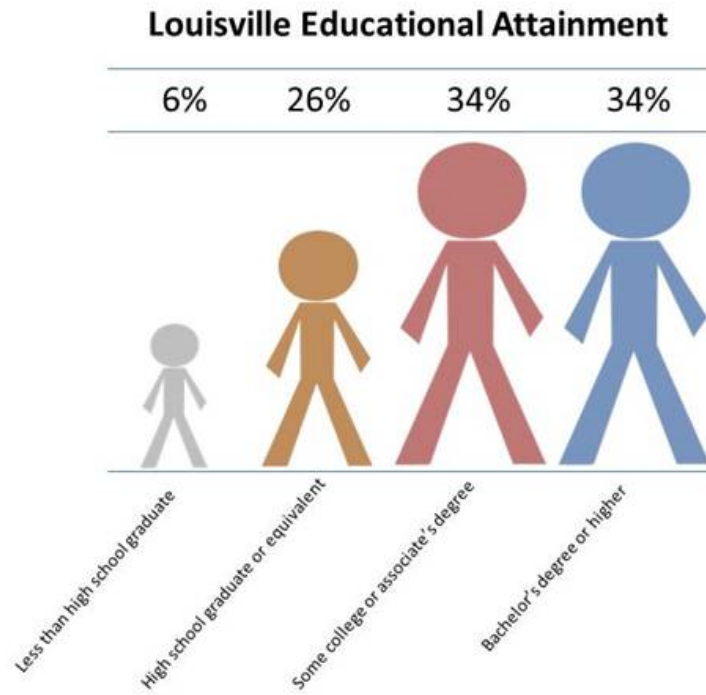 Louisville Educational Attainment
6% 26% 34% 34%
Less than high school graduate
High school graduate or equivalent
Some college or associate's degree
Bachelor's degree or higher